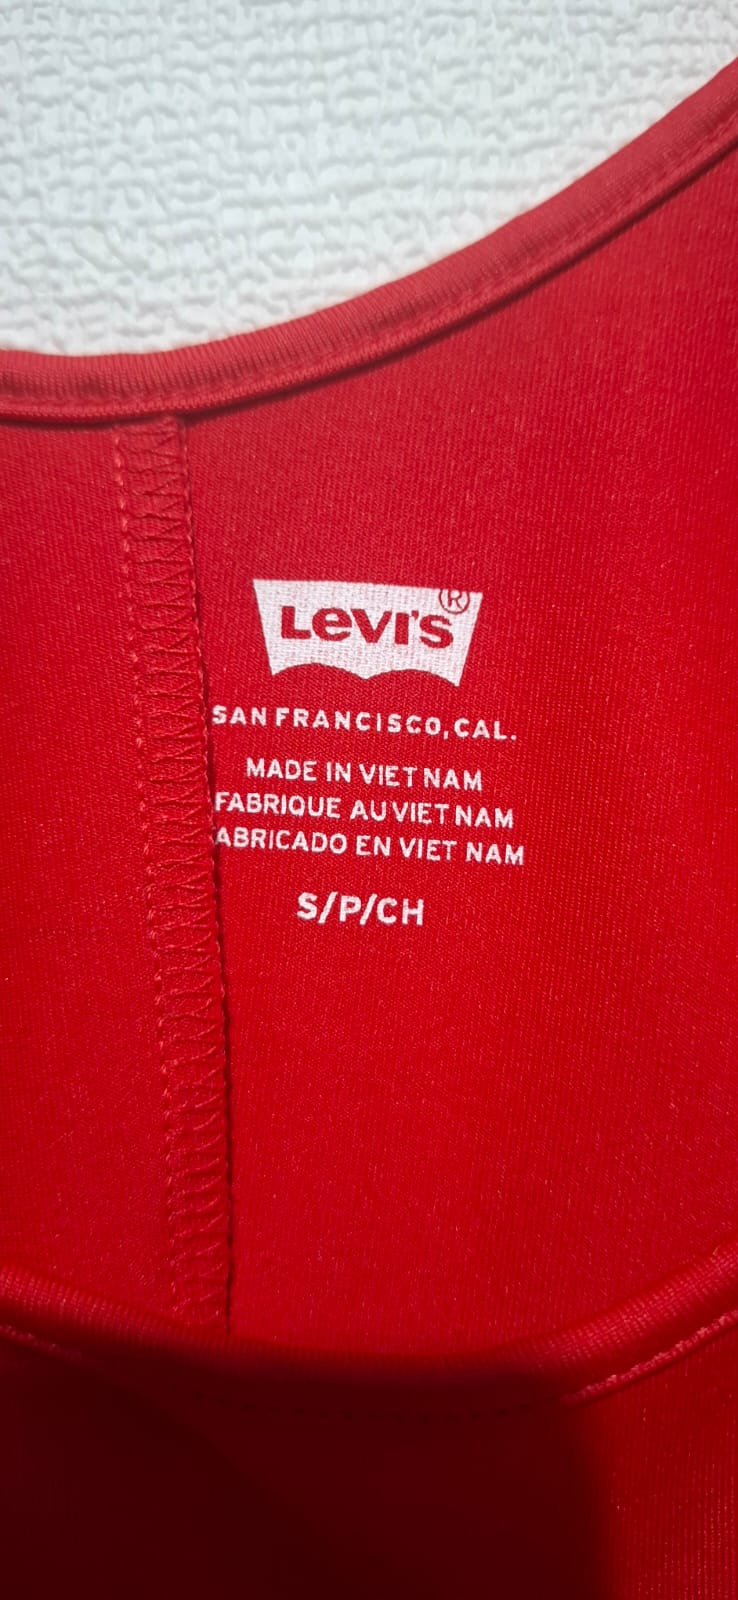 Levi's®
SAN FRANCISCO, CAL.
MADE IN VIET NAM
FABRIQUE AU VIET NAM
ABRICADO EN VIET NAM
S/P/CH